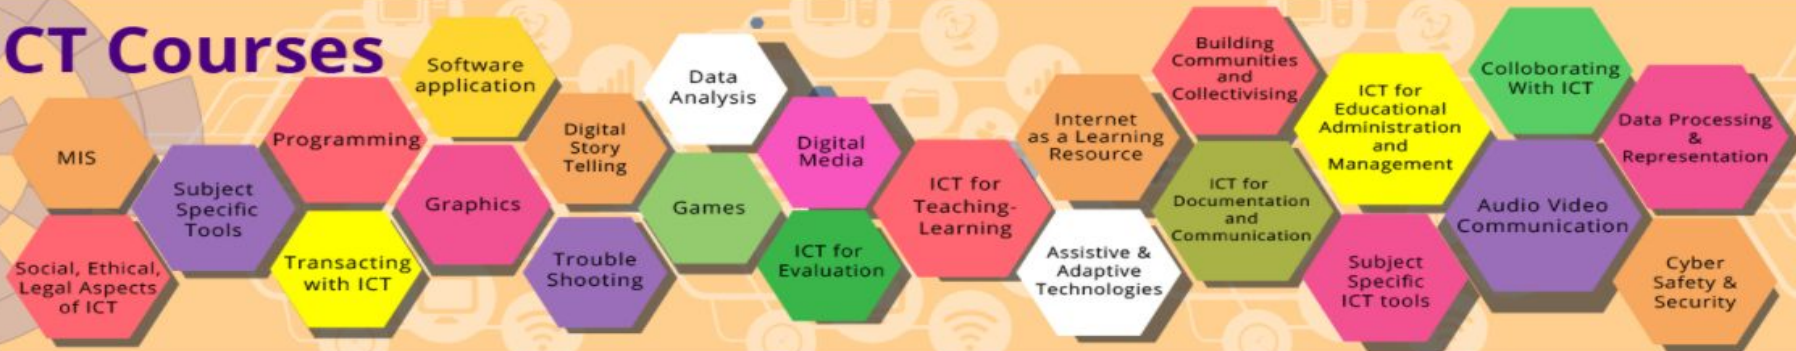 CT Courses
MIS
Social, Ethical,
Legal Aspects
of ICT
Subject
Specific
Tools
Programming
Transacting
with ICT
Software
application
Graphics
Digital
Story
Telling
Trouble
Shooting
Data
Analysis
Games
Digital
Media
ICT for
Evaluation
ICT for
Teaching-
Learning
Internet
as a Learning
Resource
Assistive &
Adaptive
Technologies
Building
Communities
and
Collectivising
ICT for
Documentation
and
Communication
ICT for
Educational
Administration
and
Management
Subject
Specific
ICT tools
Colloborating
With ICT
Audio Video
Communication
Data Processing
&
Representation
Cyber
Safety &
Security